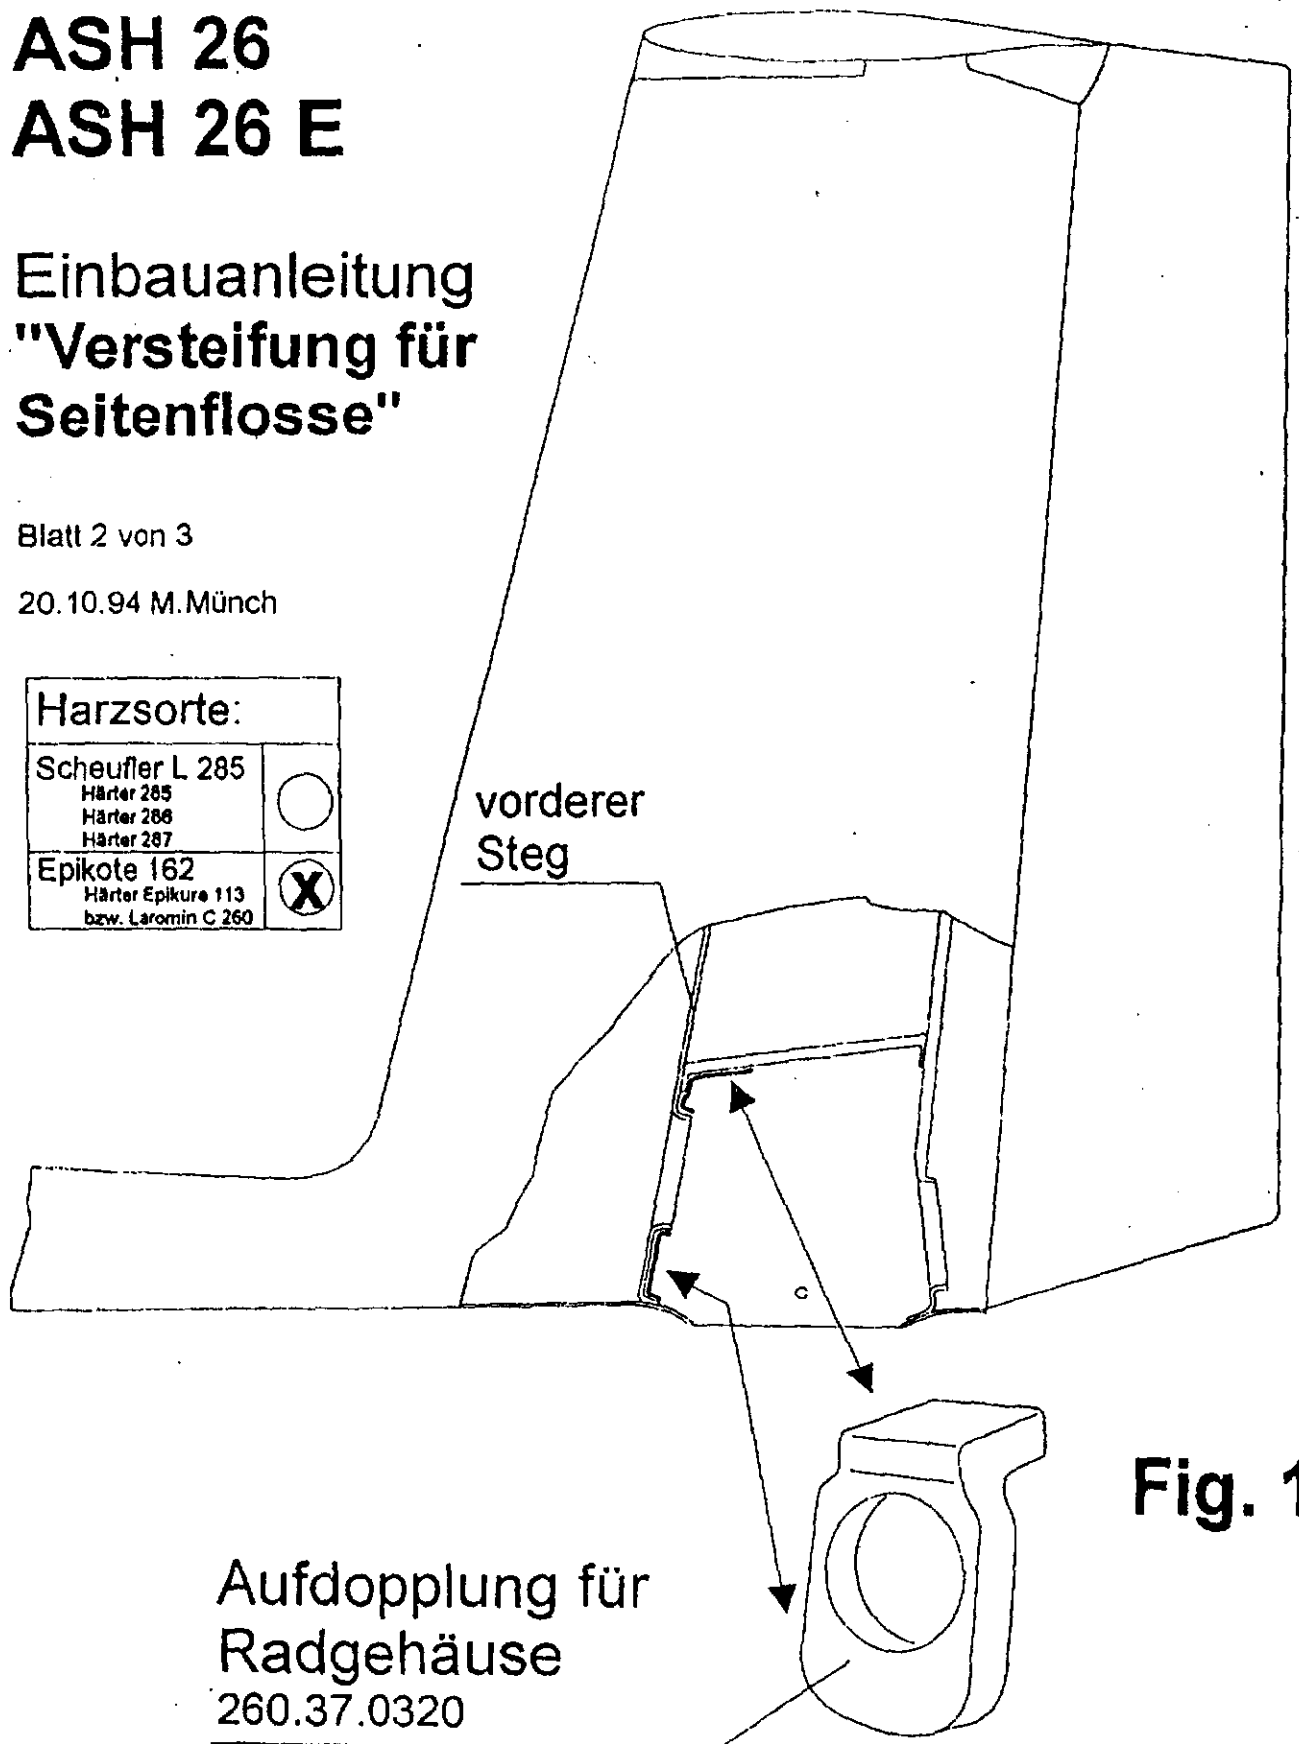 ASH 26
ASH 26 E
Einbauanleitung
"Versteifung für
Seitenflosse"
Blatt 2 von 3
20.10.94 M.Münch
Harzsorte:
Scheufler L 285
Härter 285
Härter 286
Härter 287
Epikote 162
Härter Epikure 113
bzw. Laromin C 260
X
vorderer
Steg
Fig. 1
Aufdopplung für
Radgehäuse
260.37.0320